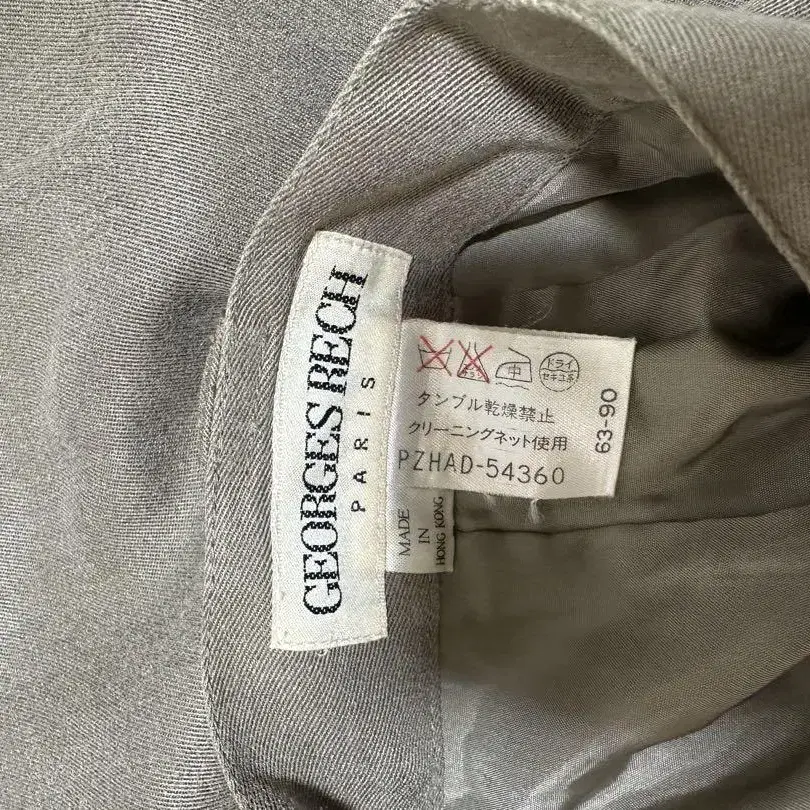 GEORGES RECH
PARIS
中
ドライ
セキユ系
タンブル乾燥禁止
クリーニングネット使用
PZHAD-54360
63-90
MADE
IN
HONG KONG